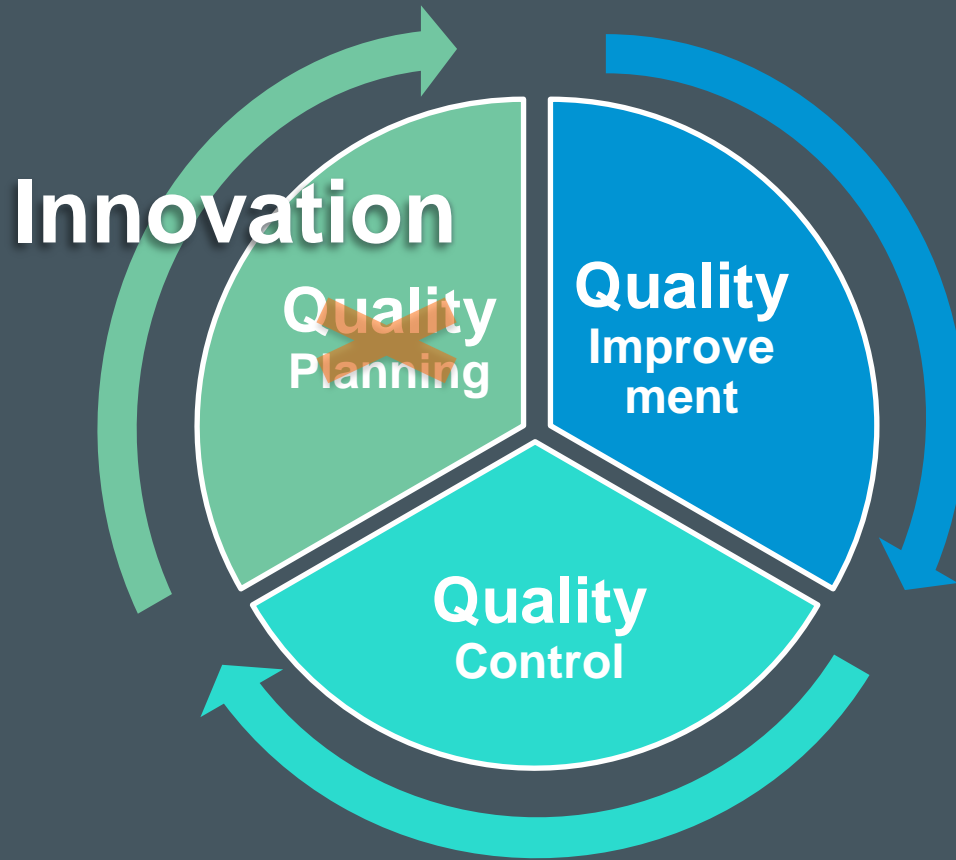 Innovation
Quality
Planning
Quality
Improve
ment
Quality
Control